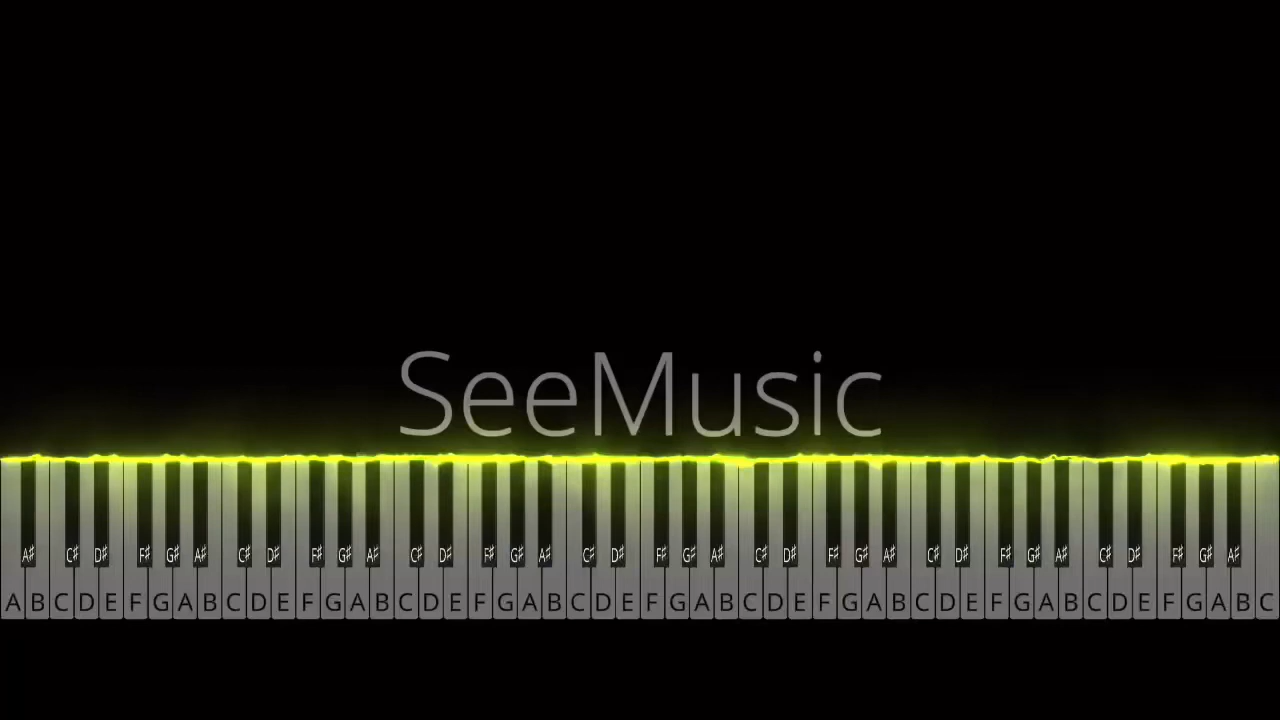 SeeMusic
A♯ C♯ D♯ F♯ G♯ A♯ C♯ D♯ F♯ G♯ A♯ C♯ D♯ F♯ G♯ A♯ C♯ D♯ F♯ G♯ A♯ C♯ D♯ F♯ G♯ A♯ C♯ D♯ F♯ G♯ A♯ C♯ D♯ F♯ G♯ A♯
A B C D E F G A B C D E F G A B C D E F G A B C D E F G A B C D E F G A B C D E F G A B C D E F G A B C